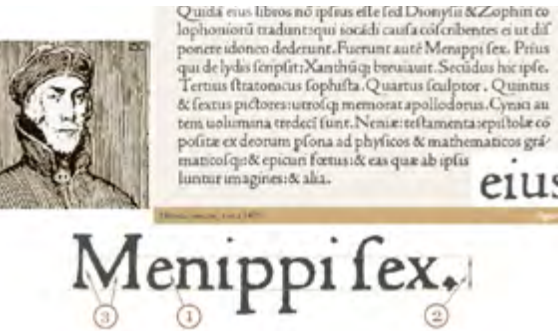 Quidā eius libros nō ipſius eſſe ſed Dionyſii & Zophiri co
lophoniorū tradunt: qui iocādi cauſa cōſcribentes ei ut diſ
ponere idoneo dederunt. Fuerunt autē Menippi ſex. Prius
qui de lydis ſcripſit: Xanthūq; breuiauit. Secūdus hic ipſe.
Tertius ſtratonicus ſophiſta. Quartus ſculptor. Quintus
& ſextus pictores: utroſq; memorat apollodorus. Cynici au
tem uolumina tredecī ſunt. Neniæ: teſtamenta: epiſtolæ cō
poſitæ ex deorum pſona ad phyſicos & mathematicos grā
maticoſq;: & epicuri fœtus: & eas quæ ab ipſis
luntur imagines: & alia.
eius
Menippi ſex.
3 1 2